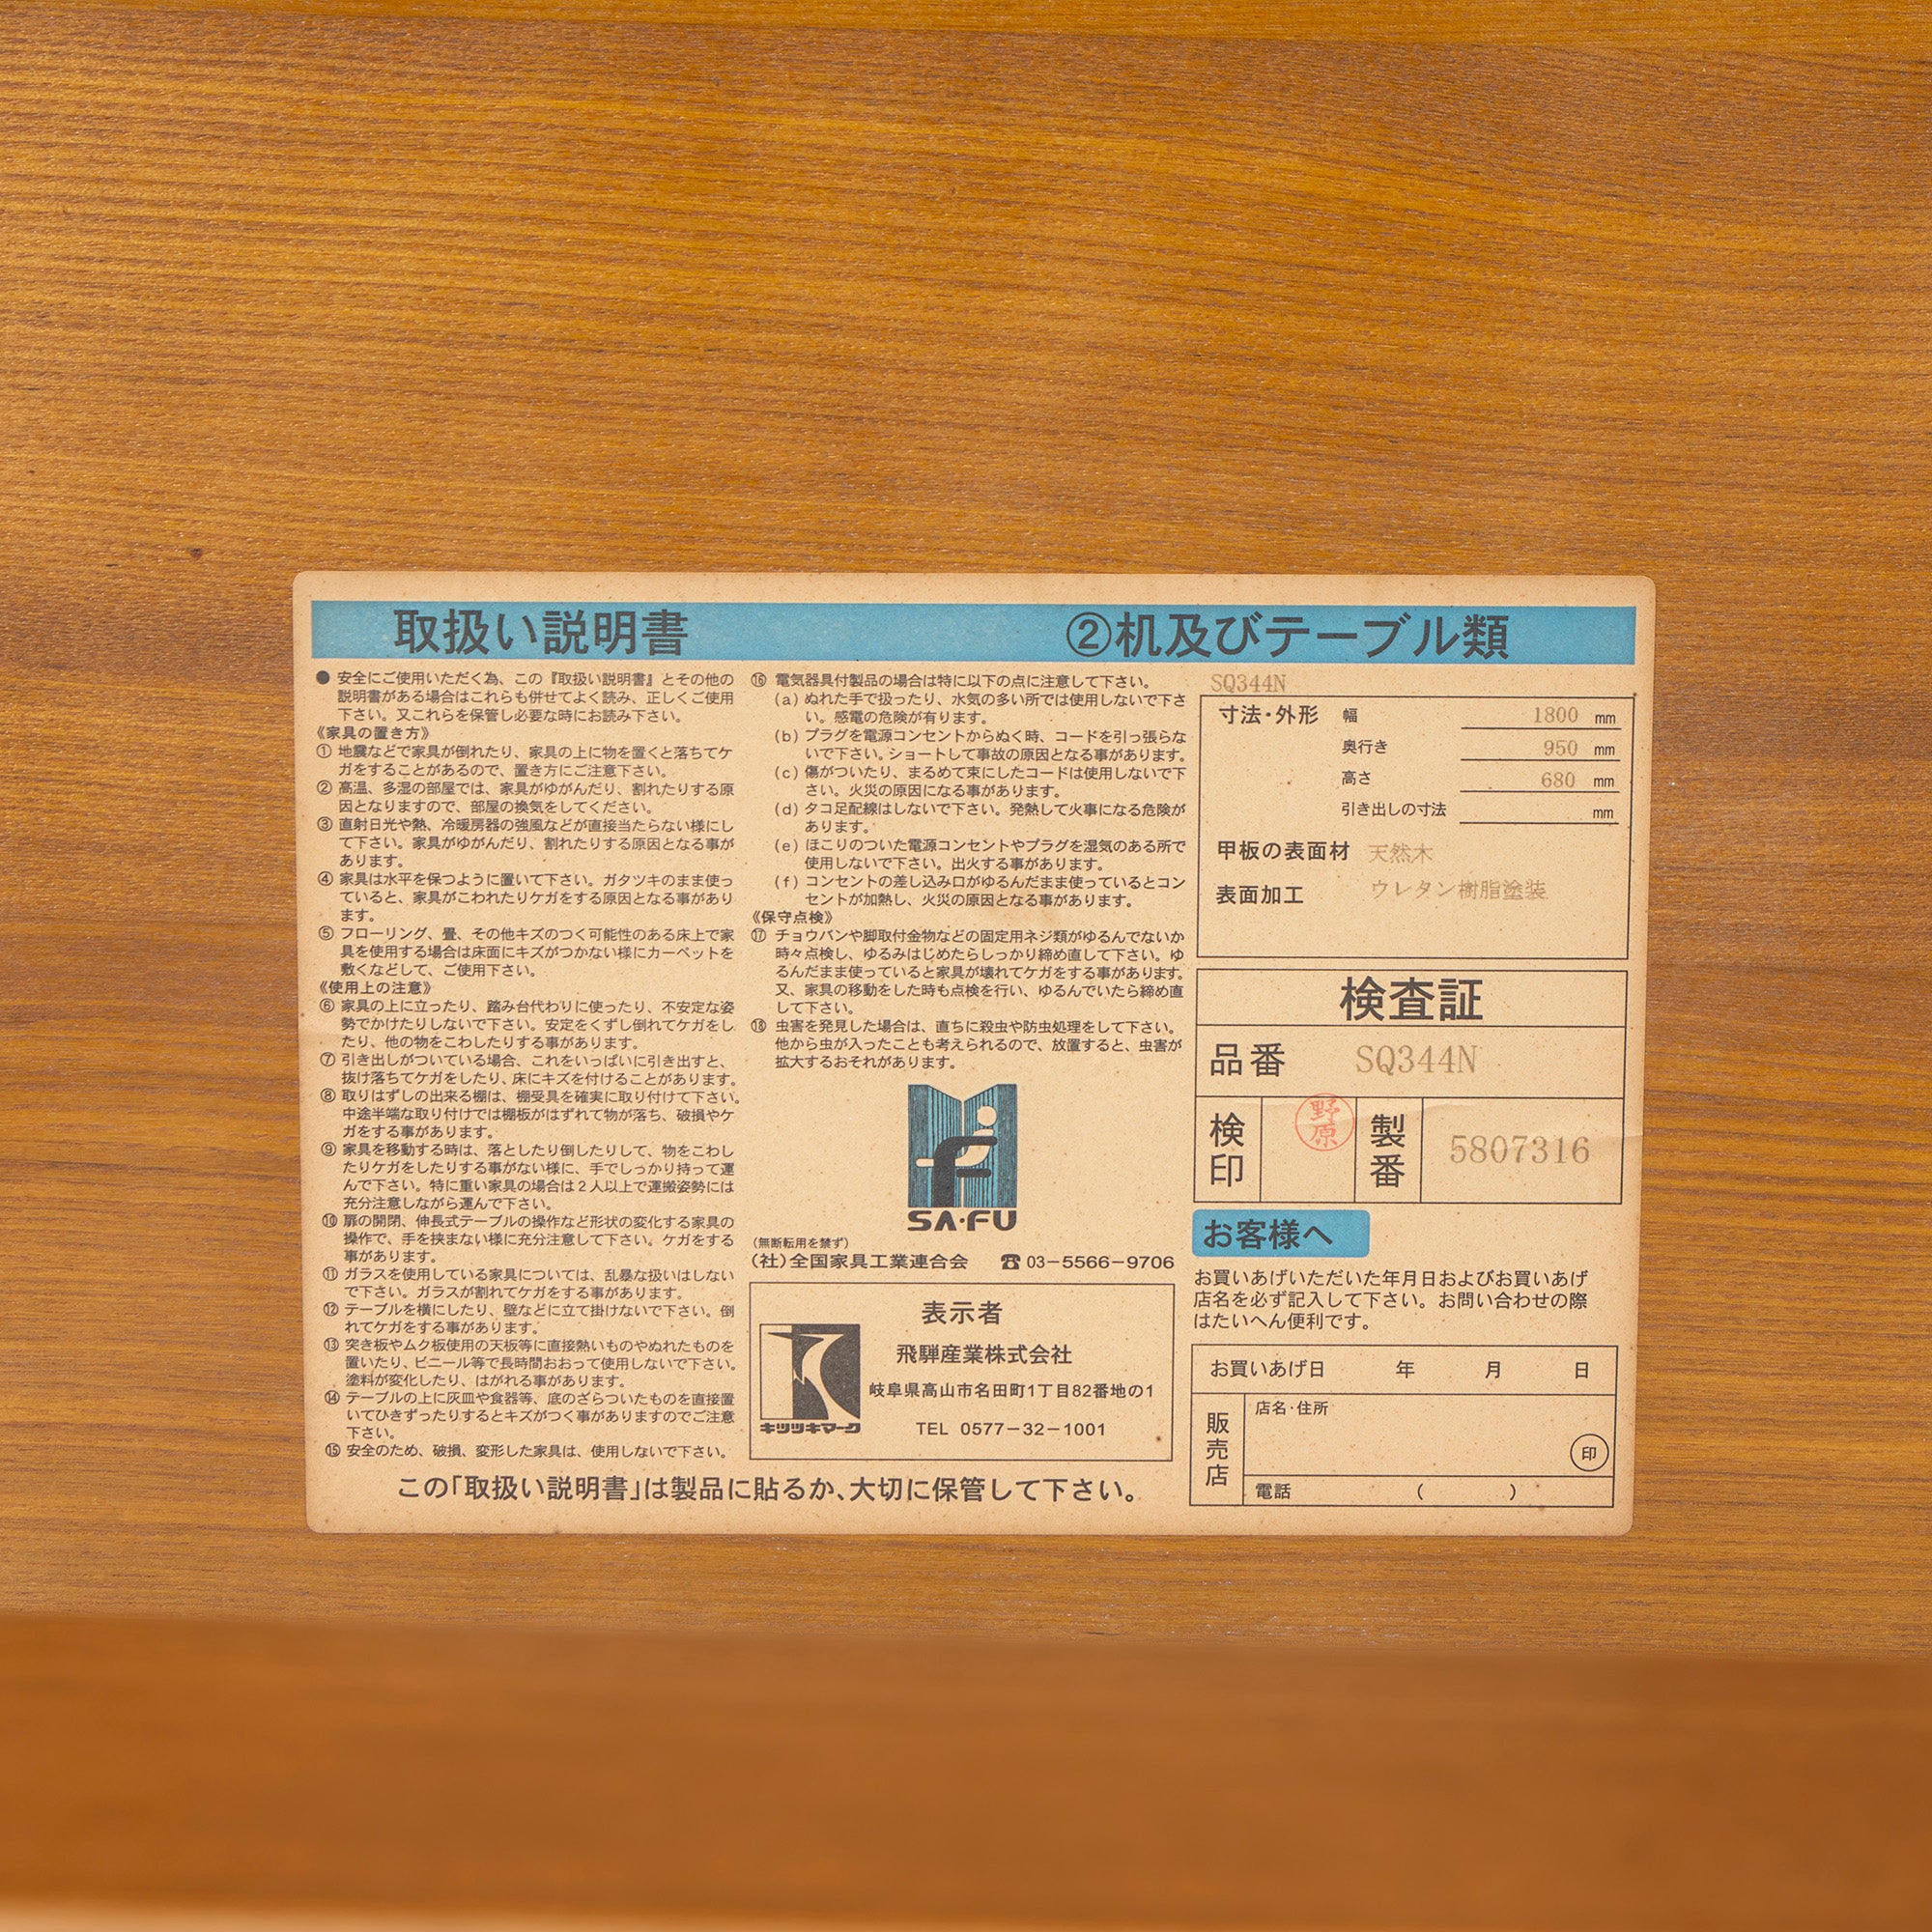 取扱い説明書
②机及びテーブル類
● 安全にご使用いただく為、この『取扱い説明書』とその他の
説明書がある場合はこれらも併せてよく読み、正しくご使用
下さい。又これらを保管し必要な時にお読み下さい。
《家具の置き方》
① 地震などで家具が倒れたり、家具の上に物を置くと落ちてケ
ガをすることがあるので、置き方にご注意下さい。
② 高温、多湿の部屋では、家具がゆがんだり、割れたりする原
因となりますので、部屋の換気をしてください。
③ 直射日光や熱、冷暖房器の強風などが直接当たらない様にし
て下さい。家具がゆがんだり、割れたりする原因となる事が
あります。
④ 家具は水平を保つように置いて下さい。ガタツキのまま使っ
ていると、家具がこわれたりケガをする原因となる事があり
ます。
⑤ フローリング、畳、その他キズのつく可能性のある床上で家
具を使用する場合は床面にキズがつかない様にカーペットを
敷くなどして、ご使用下さい。
《使用上の注意》
⑥ 家具の上に立ったり、踏み台代わりに使ったり、不安定な姿
勢でかけたりしないで下さい。安定をくずし倒れてケガをし
たり、他の物をこわしたりする事があります。
⑦ 引き出しがついている場合、これをいっぱいに引き出すと、
抜け落ちてケガをしたり、床にキズを付けることがあります。
⑧ 取りはずしの出来る棚は、棚受具を確実に取り付けて下さい。
中途半端な取り付けでは棚板がはずれて物が落ち、破損やケ
ガをする事があります。
⑨ 家具を移動する時は、落としたり倒したりして、物をこわし
たりケガをしたりする事がない様に、手でしっかり持って運
んで下さい。特に重い家具の場合は2人以上で運搬姿勢には
充分注意しながら運んで下さい。
⑩ 扉の開閉、伸長式テーブルの操作など形状の変化する家具の
操作で、手を挟まない様に充分注意して下さい。ケガをする
事があります。
⑪ ガラスを使用している家具については、乱暴な扱いはしない
で下さい。ガラスが割れてケガをする事があります。
⑫ テーブルを横にしたり、壁などに立て掛けないで下さい。倒
れてケガをする事があります。
⑬ 突き板やムク板使用の天板等に直接熱いものやぬれたものを
置いたり、ビニール等で長時間おおって使用しないで下さい。
塗料が変化したり、はがれる事があります。
⑭ テーブルの上に灰皿や食器等、底のざらついたものを直接置
いてひきずったりするとキズがつく事がありますのでご注意
下さい。
⑮ 安全のため、破損、変形した家具は、使用しないで下さい。
⑯ 電気器具付製品の場合は特に以下の点に注意して下さい。
(a) ぬれた手で扱ったり、水気の多い所では使用しないで下さ
い。感電の危険が有ります。
(b) プラグを電源コンセントからぬく時、コードを引っ張らな
いで下さい。ショートして事故の原因となる事があります。
(c) 傷がついたり、まるめて束にしたコードは使用しないで下
さい。火災の原因になる事があります。
(d) タコ足配線はしないで下さい。発熱して火事になる危険が
あります。
(e) ほこりのついた電源コンセントやプラグを湿気のある所で
使用しないで下さい。出火する事があります。
(f) コンセントの差し込み口がゆるんだまま使っているとコン
セントが加熱し、火災の原因となる事があります。
《保守点検》
⑰ チョウバンや脚取付金物などの固定用ネジ類がゆるんでないか
時々点検し、ゆるみはじめたらしっかり締め直して下さい。ゆ
るんだまま使っていると家具が壊れてケガをする事があります。
又、家具の移動をした時も点検を行い、ゆるんでいたら締め直
して下さい。
⑱ 虫害を発見した場合は、直ちに殺虫や防虫処理をして下さい。
他から虫が入ったことも考えられるので、放置すると、虫害が
拡大するおそれがあります。
SA・FU
(無断転用を禁ず)
(社)全国家具工業連合会 ☎03−5566−9706
表示者
飛騨産業株式会社
岐阜県高山市名田町1丁目82番地の1
TEL 0577−32−1001
キツツキマーク
この「取扱い説明書」は製品に貼るか、大切に保管して下さい。
SQ344N
寸法・外形 幅 1800 mm
奥行き 950 mm
高さ 680 mm
引き出しの寸法 mm
甲板の表面材 天然木
表面加工 ウレタン樹脂塗装
検査証
品番 SQ344N
検印 野原 製番 5807316
お客様へ
お買いあげいただいた年月日およびお買いあげ
店名を必ず記入して下さい。お問い合わせの際
はたいへん便利です。
お買いあげ日 年 月 日
販売店 店名・住所
印
電話 ( )